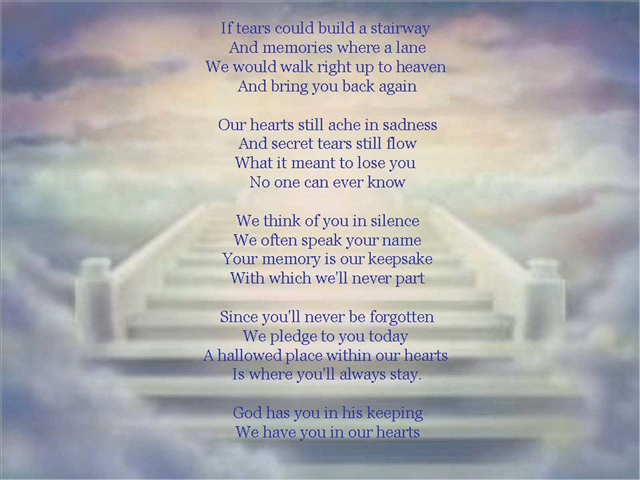 If tears could build a stairway
And memories where a lane
We would walk right up to heaven
And bring you back again
Our hearts still ache in sadness
And secret tears still flow
What it meant to lose you
No one can ever know
We think of you in silence
We often speak your name
Your memory is our keepsake
With which we'll never part
Since you'll never be forgotten
We pledge to you today
A hallowed place within our hearts
Is where you'll always stay.
God has you in his keeping
We have you in our hearts